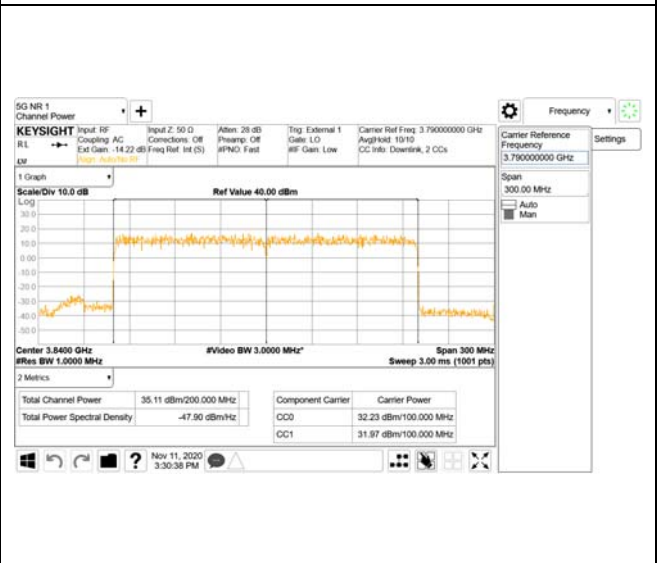 5G NR 1
Channel Power
Frequency
KEYSIGHT Input: RF Input Z: 50 Ω Atten: 28 dB Trig: External 1 Carrier Ref Freq: 3.790000000 GHz
RL Coupling: AC Corrections: Off Preamp: Off Gate: LO Avg|Hold: 10/10
Ext Gain: -14.22 dB Freq Ref: Int (S) #PNO: Fast #IF Gain: Low CC Info: Downlink, 2 CCs
Align: Auto/No RF
Carrier Reference
Frequency
3.790000000 GHz
Settings
Span
300.00 MHz
Auto
Man
1 Graph
Scale/Div 10.0 dB Ref Value 40.00 dBm
Log
30.0
20.0
10.0
0.00
-10.0
-20.0
-30.0
-40.0
-50.0
Center 3.8400 GHz #Video BW 3.0000 MHz* Span 300 MHz
#Res BW 1.0000 MHz Sweep 3.00 ms (1001 pts)
2 Metrics
Total Channel Power 35.11 dBm/200.000 MHz
Total Power Spectral Density -47.90 dBm/Hz
Component Carrier Carrier Power
CC0 32.23 dBm/100.000 MHz
CC1 31.97 dBm/100.000 MHz
Nov 11, 2020
3:30:38 PM